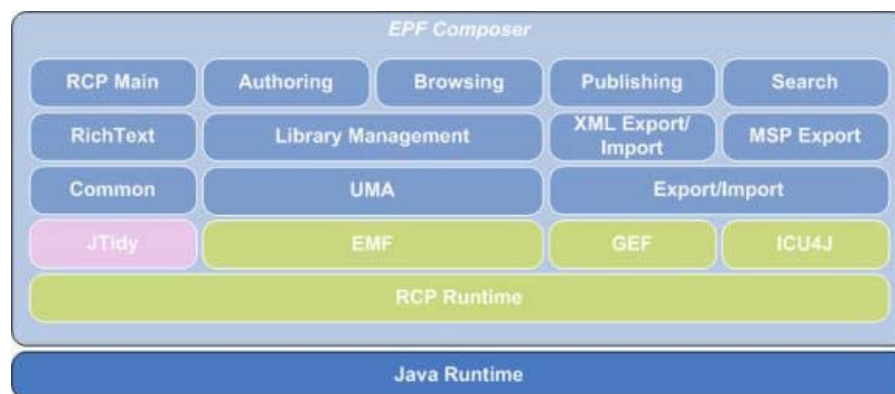 EPF Composer
RCP Main
Authoring
Browsing
Publishing
Search
RichText
Library Management
XML Export/
Import
MSP Export
Common
UMA
Export/Import
JTidy
EMF
GEF
ICU4J
RCP Runtime
Java Runtime